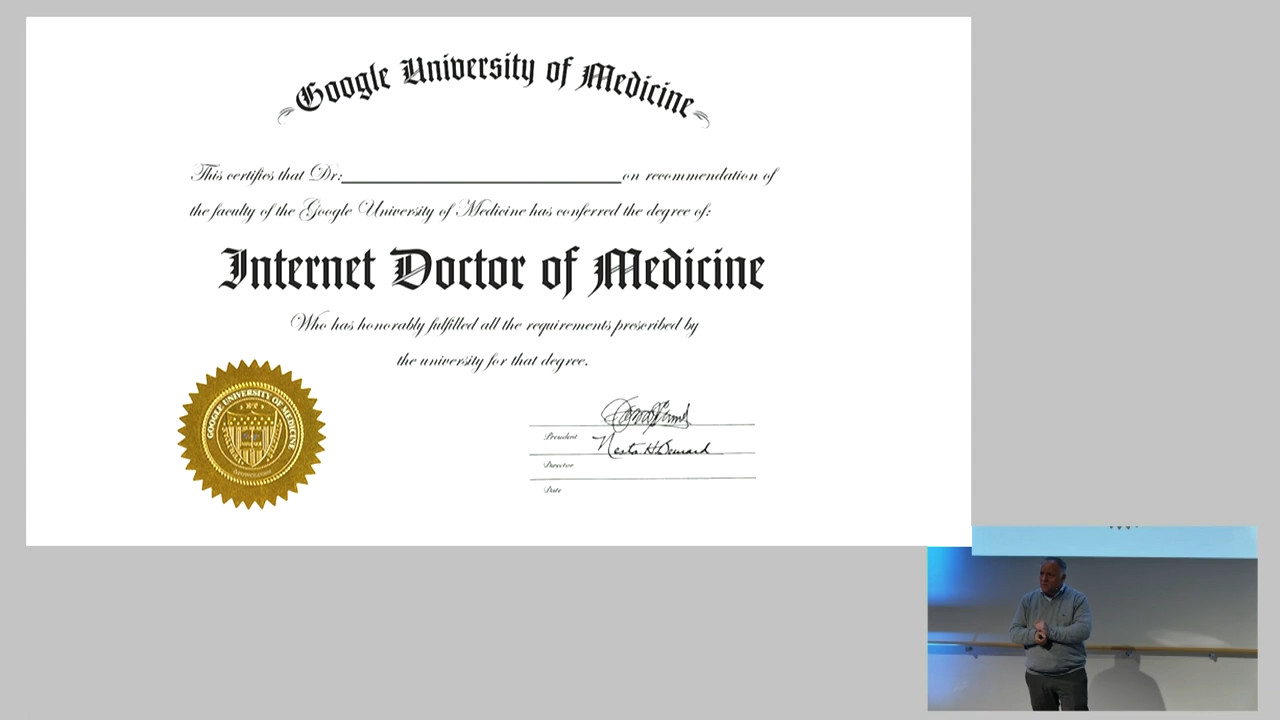 Google University of Medicine
This certifies that Dr:____________________on recommendation of
the faculty of the Google University of Medicine has conferred the degree of:
Internet Doctor of Medicine
Who has honorably fulfilled all the requirements prescribed by
the university for that degree.
GOOGLE UNIVERSITY OF MEDICINE
President
Director
Date